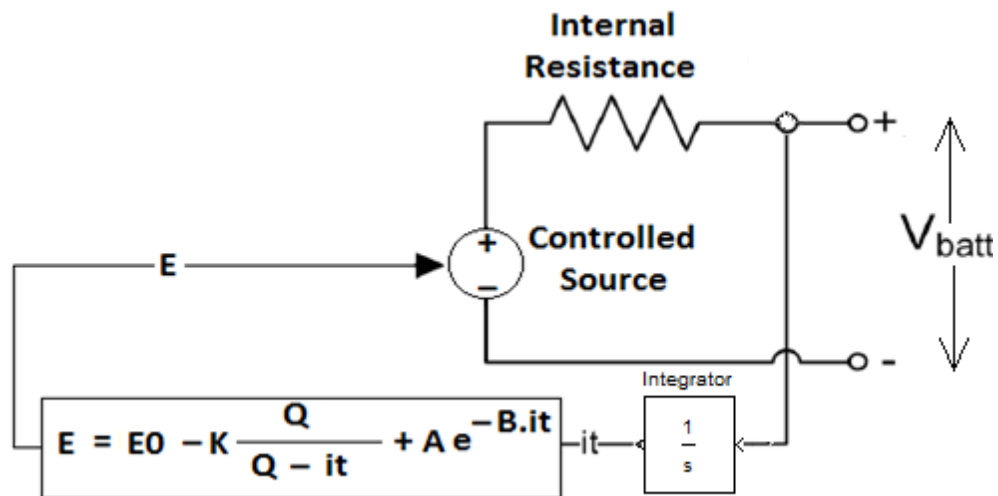 Internal
Resistance
+
+
Controlled
Source
−
E
V_batt
-
Integrator
E = E0 − K Q / (Q − it) + A e^−B.it
it
1
s